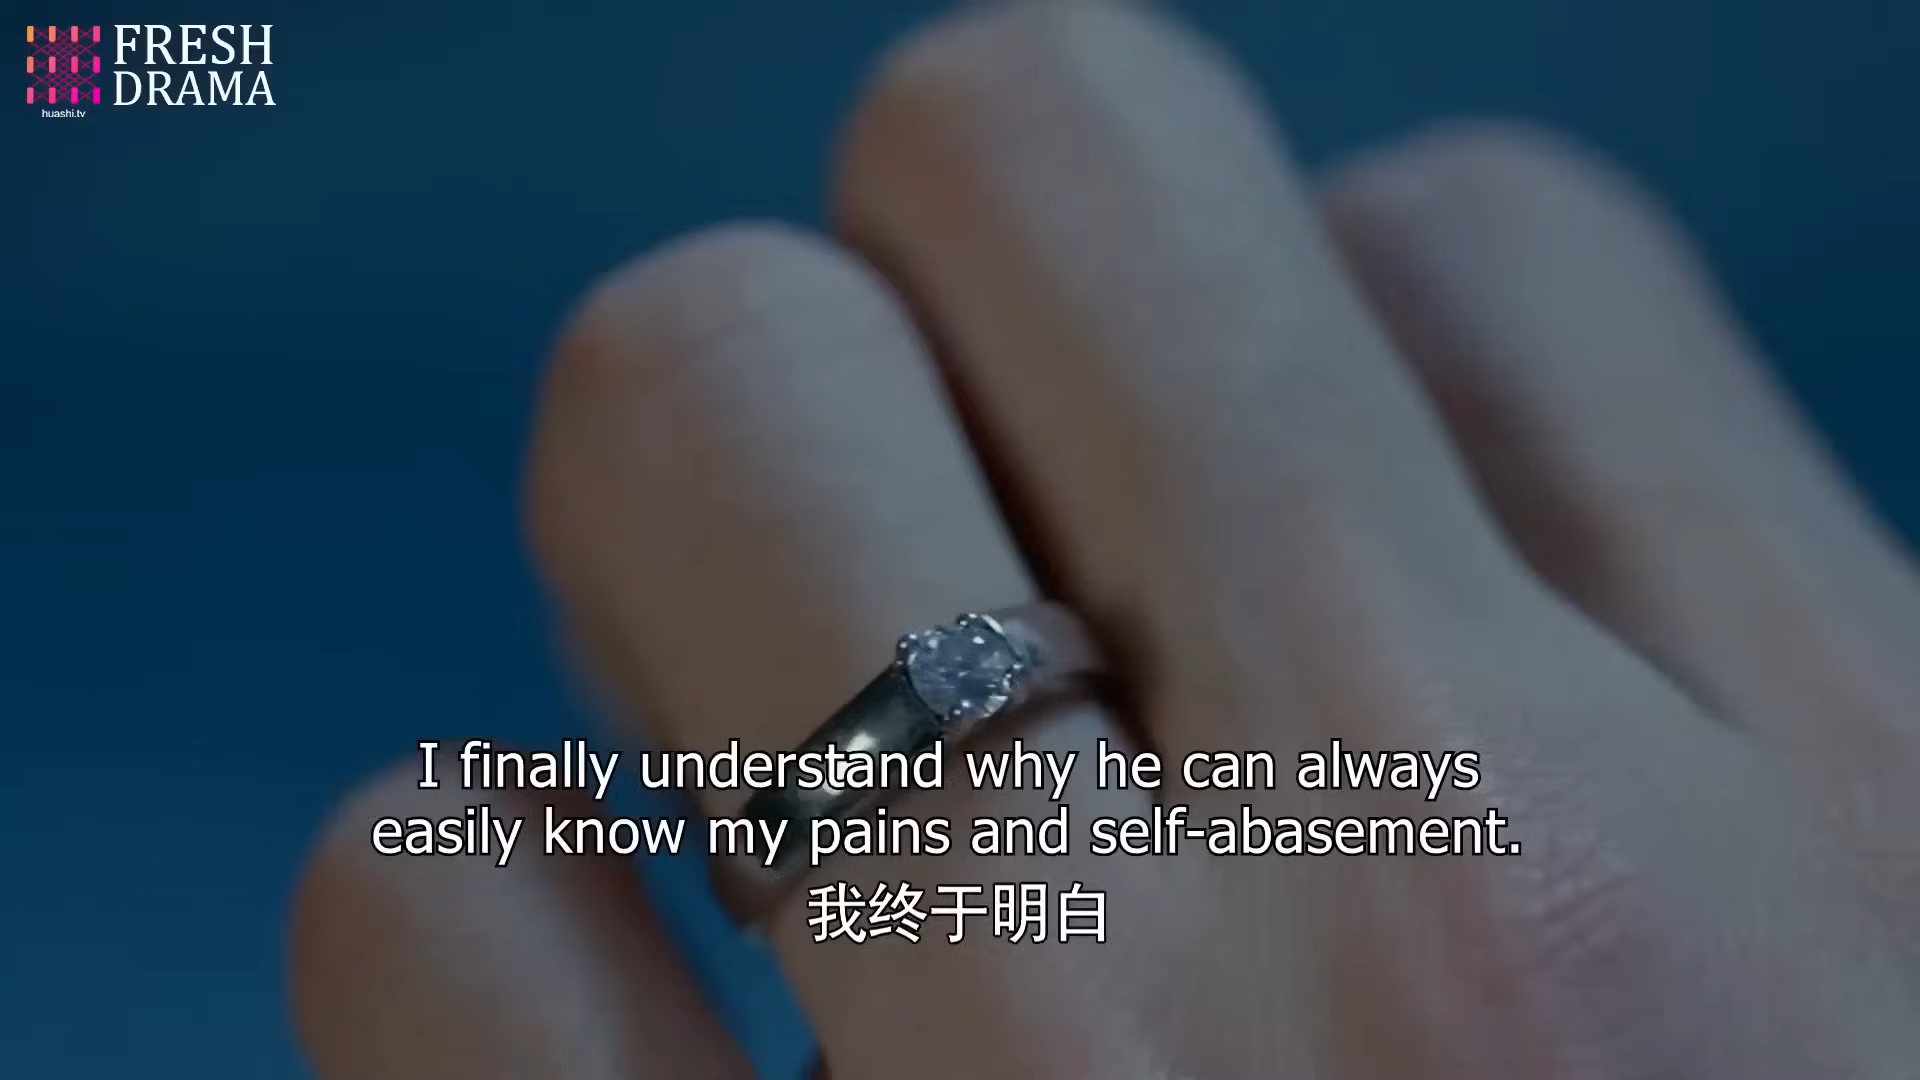 FRESH
DRAMA
huashi.tv
I finally understand why he can always
easily know my pains and self-abasement.
我终于明白